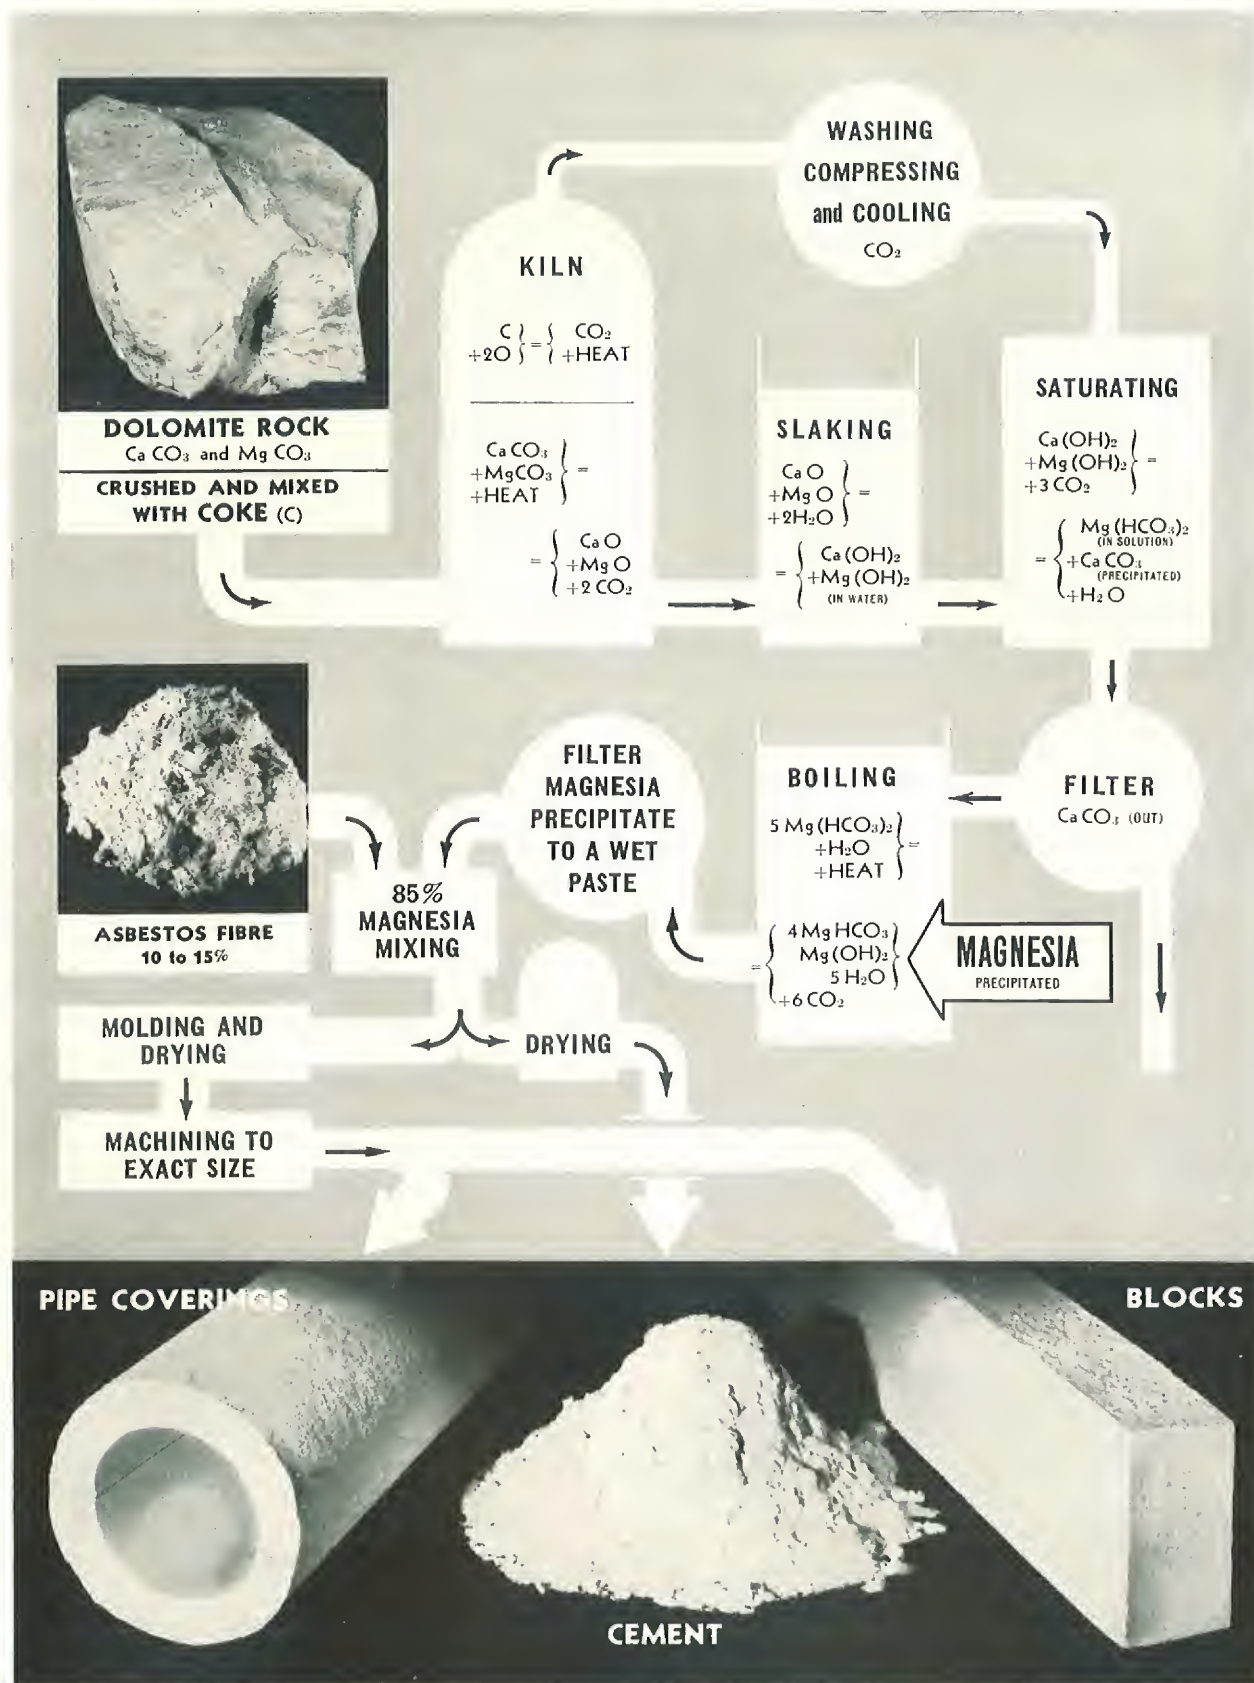 DOLOMITE ROCK
Ca CO₃ and Mg CO₃
CRUSHED AND MIXED
WITH COKE (C)
KILN
C } = { CO₂
+2O } = { +HEAT
Ca CO₃
+MgCO₃ } =
+HEAT
= { Ca O
+Mg O
+2 CO₂
WASHING
COMPRESSING
and COOLING
CO₂
SLAKING
Ca O
+Mg O } =
+2H₂O
= { Ca (OH)₂
+Mg (OH)₂
(IN WATER)
SATURATING
Ca (OH)₂
+Mg (OH)₂ } =
+3 CO₂
= { Mg (HCO₃)₂
(IN SOLUTION)
+Ca CO₃
(PRECIPITATED)
+H₂ O
FILTER
Ca CO₃ (OUT)
BOILING
5 Mg (HCO₃)₂
+H₂O } =
+HEAT
= { 4 Mg HCO₃
Mg (OH)₂
5 H₂O
+6 CO₂
MAGNESIA
PRECIPITATED
FILTER
MAGNESIA
PRECIPITATE
TO A WET
PASTE
ASBESTOS FIBRE
10 to 15%
85%
MAGNESIA
MIXING
MOLDING AND
DRYING
DRYING
MACHINING TO
EXACT SIZE
PIPE COVERINGS
CEMENT
BLOCKS